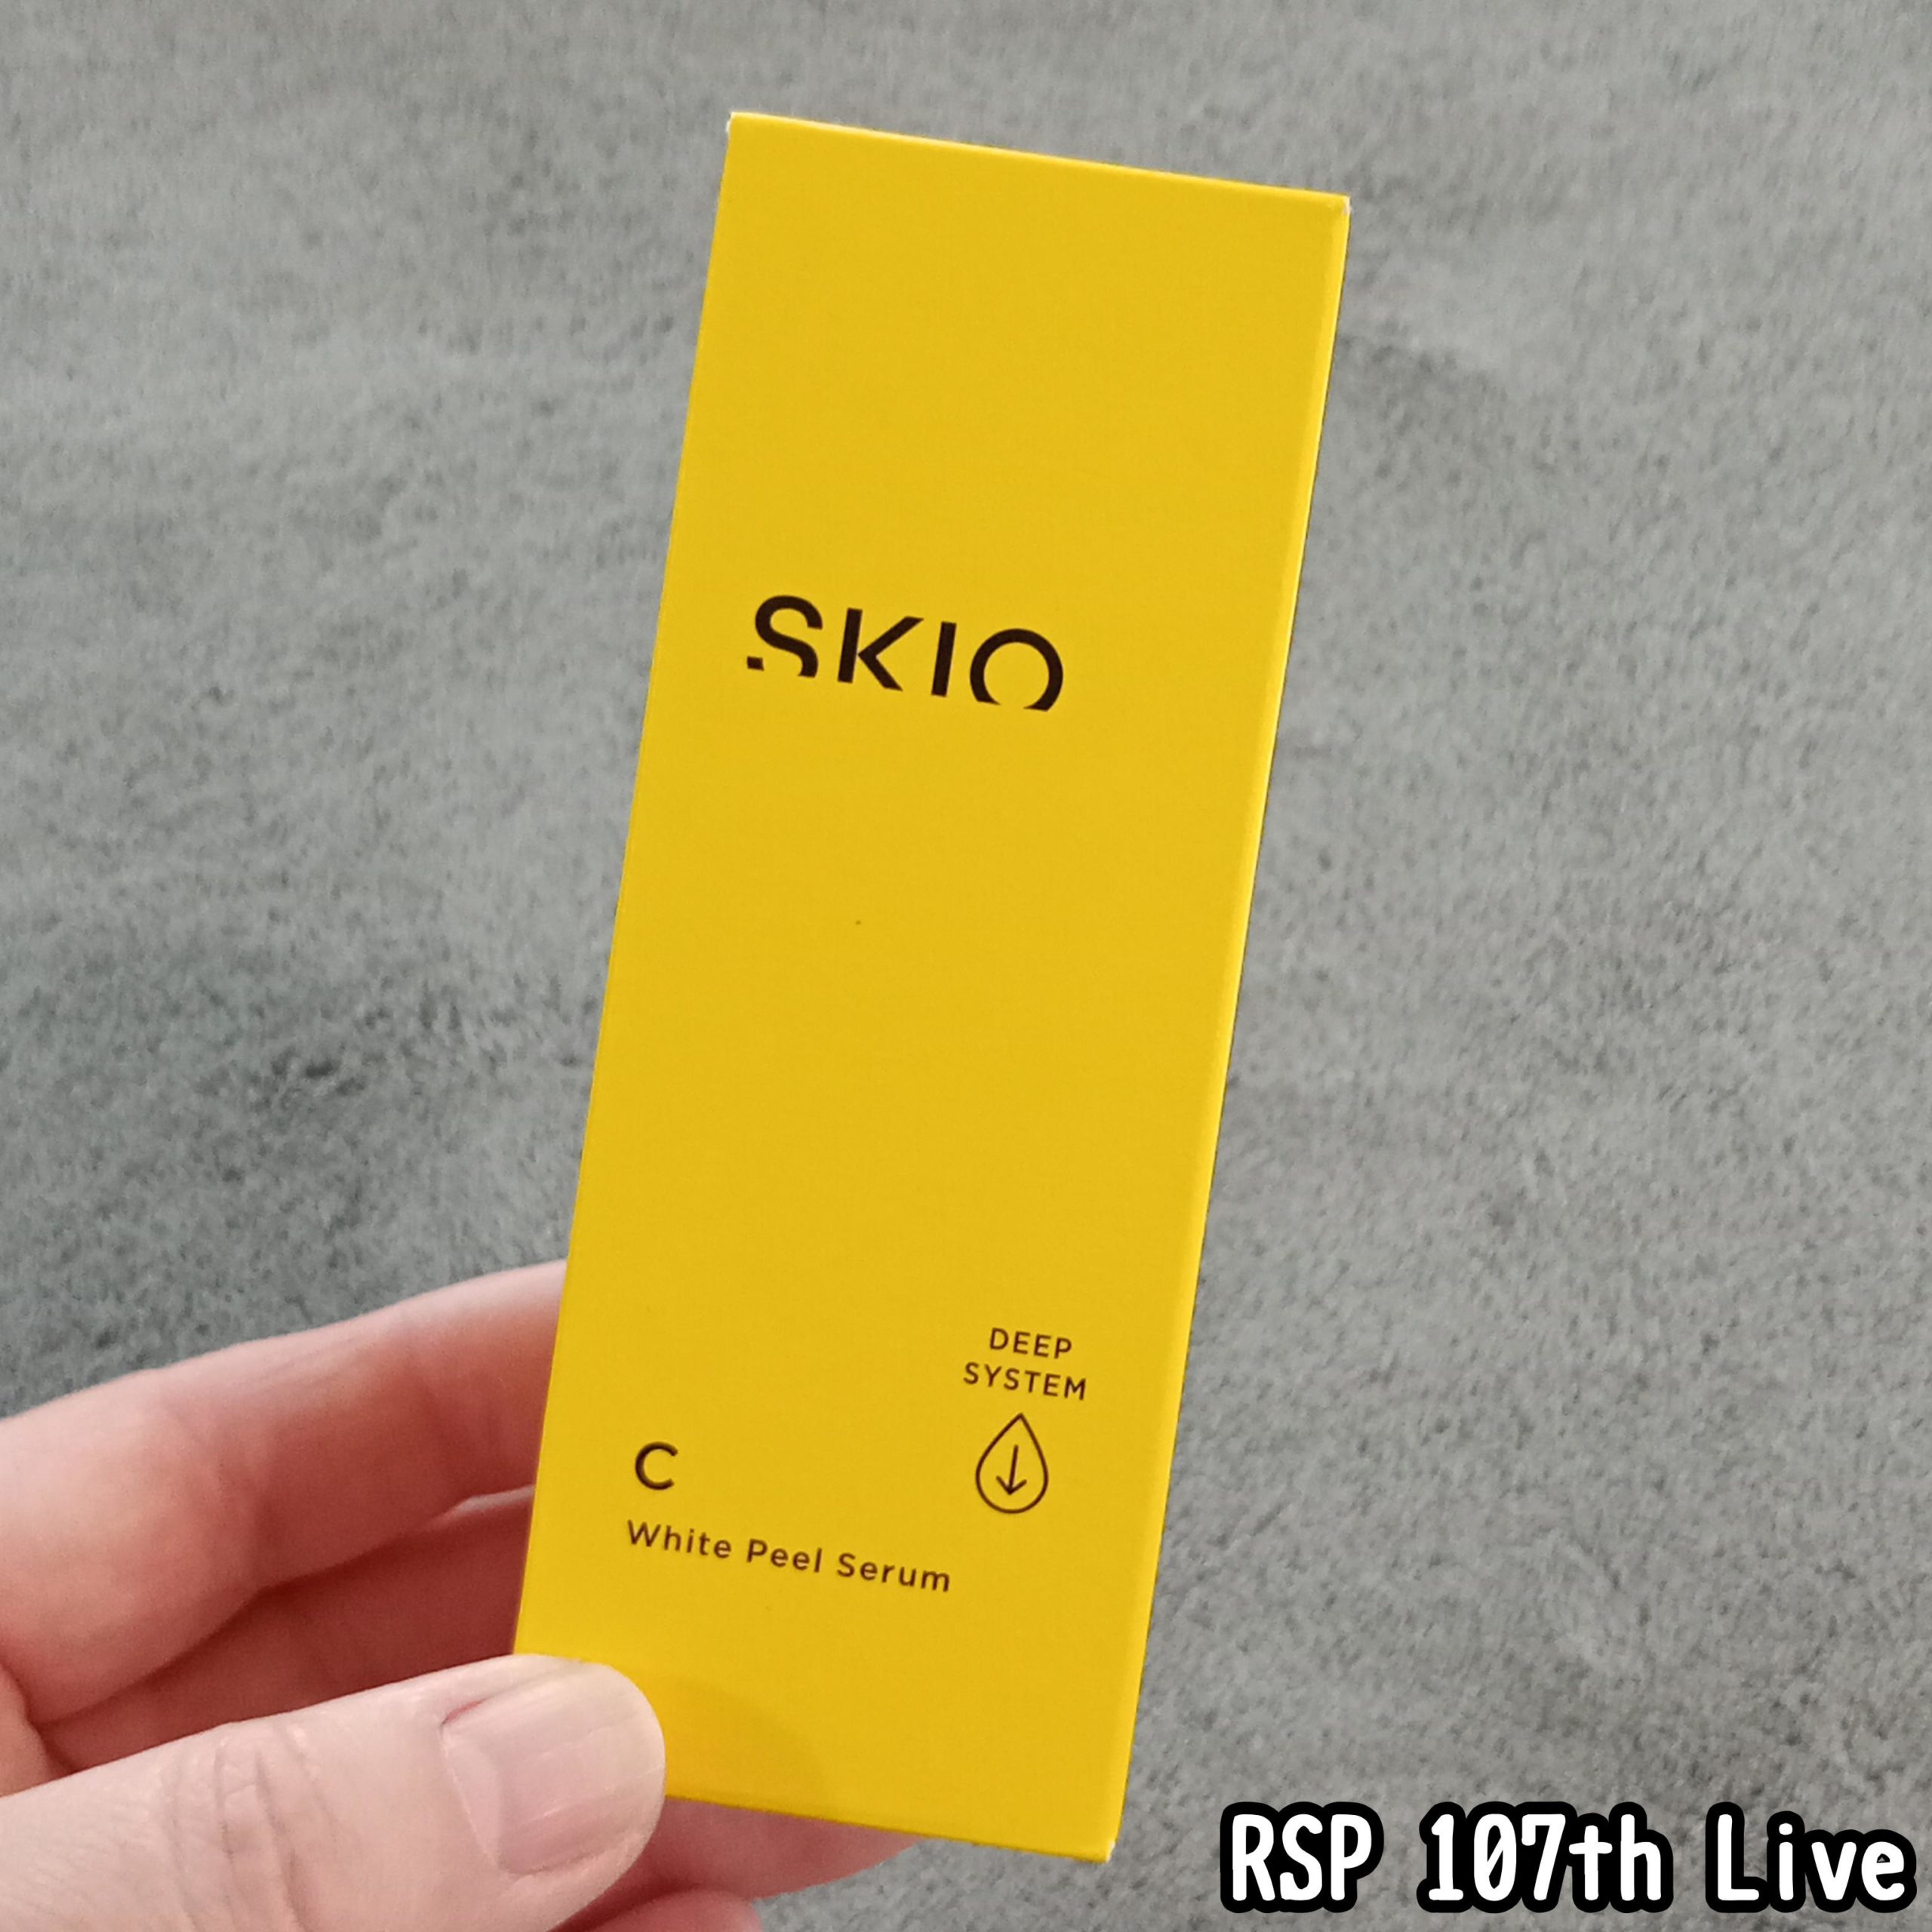 SKIO
DEEP
SYSTEM
C
White Peel Serum
RSP 107th Live